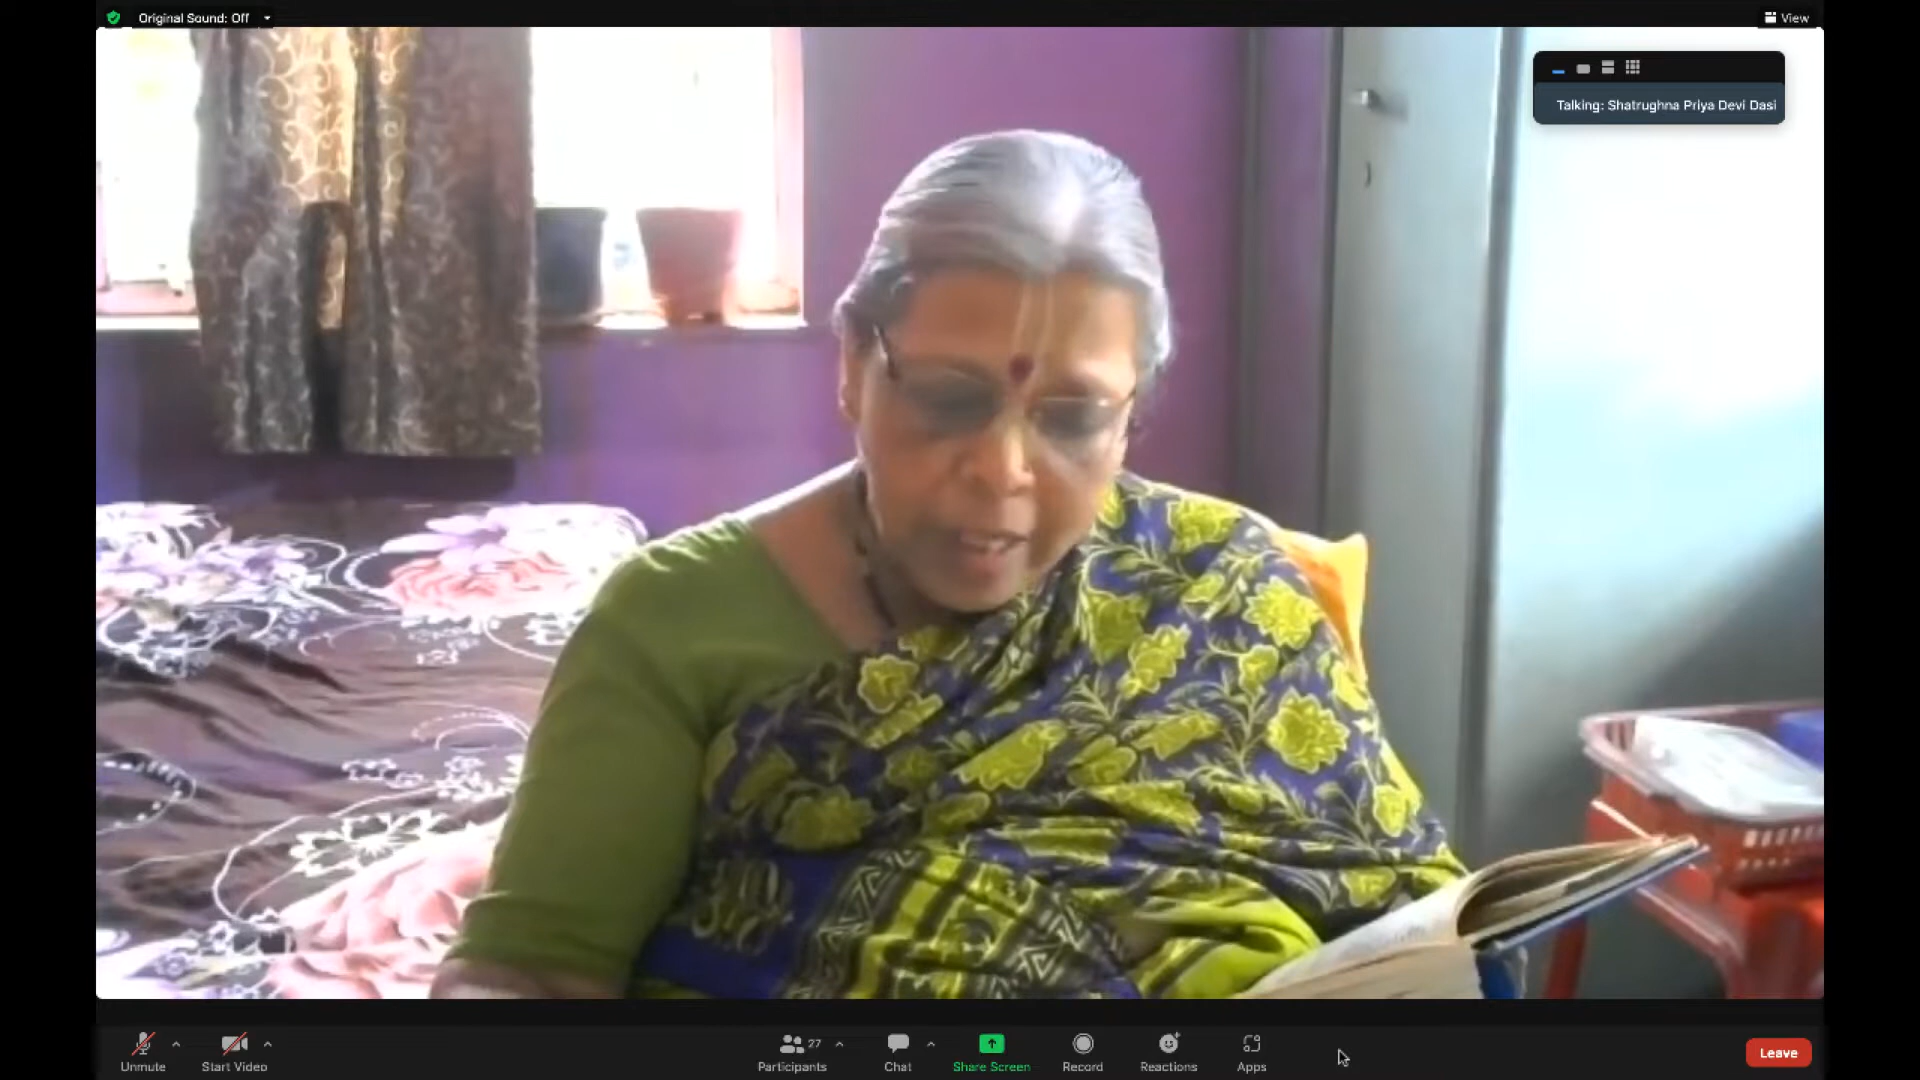 Original Sound: Off
View
Talking: Shatrughna Priya Devi Dasi
Unmute
Start Video
27
Participants
Chat
Share Screen
Record
Reactions
Apps
Leave